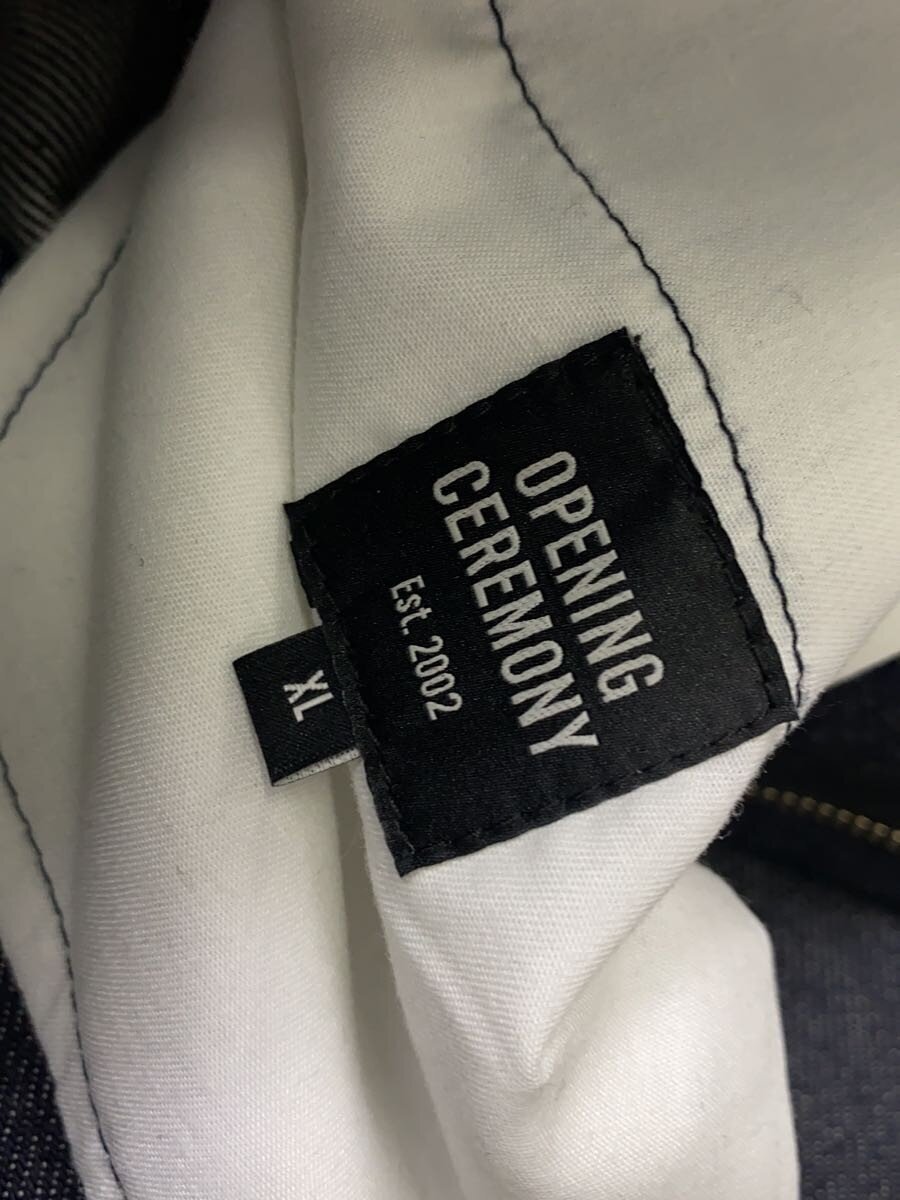 OPENING
CEREMONY
Est. 2002
XL